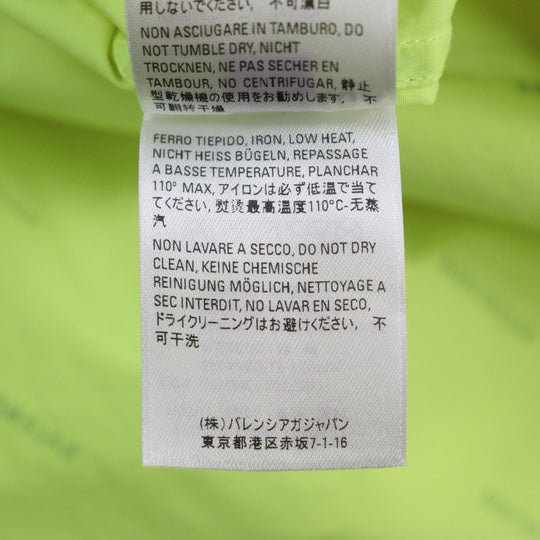 用しないでください, 不可漂白
NON ASCIUGARE IN TAMBURO, DO
NOT TUMBLE DRY, NICHT
TROCKNEN, NE PAS SECHER EN
TAMBOUR, NO CENTRIFUGAR, 静止
型乾燥機の使用をお勧めします, 不
可翻转干燥
FERRO TIEPIDO, IRON, LOW HEAT,
NICHT HEISS BÜGELN, REPASSAGE
A BASSE TEMPERATURE, PLANCHAR
110° MAX, アイロンは必ず低温で当て
てください, 熨烫最高温度110°C-无蒸
汽
NON LAVARE A SECCO, DO NOT DRY
CLEAN, KEINE CHEMISCHE
REINIGUNG MÖGLICH, NETTOYAGE A
SEC INTERDIT, NO LAVAR EN SECO,
ドライクリーニングはお避けください, 不
可干洗
(株)バレンシアガジャパン
東京都港区赤坂7-1-16